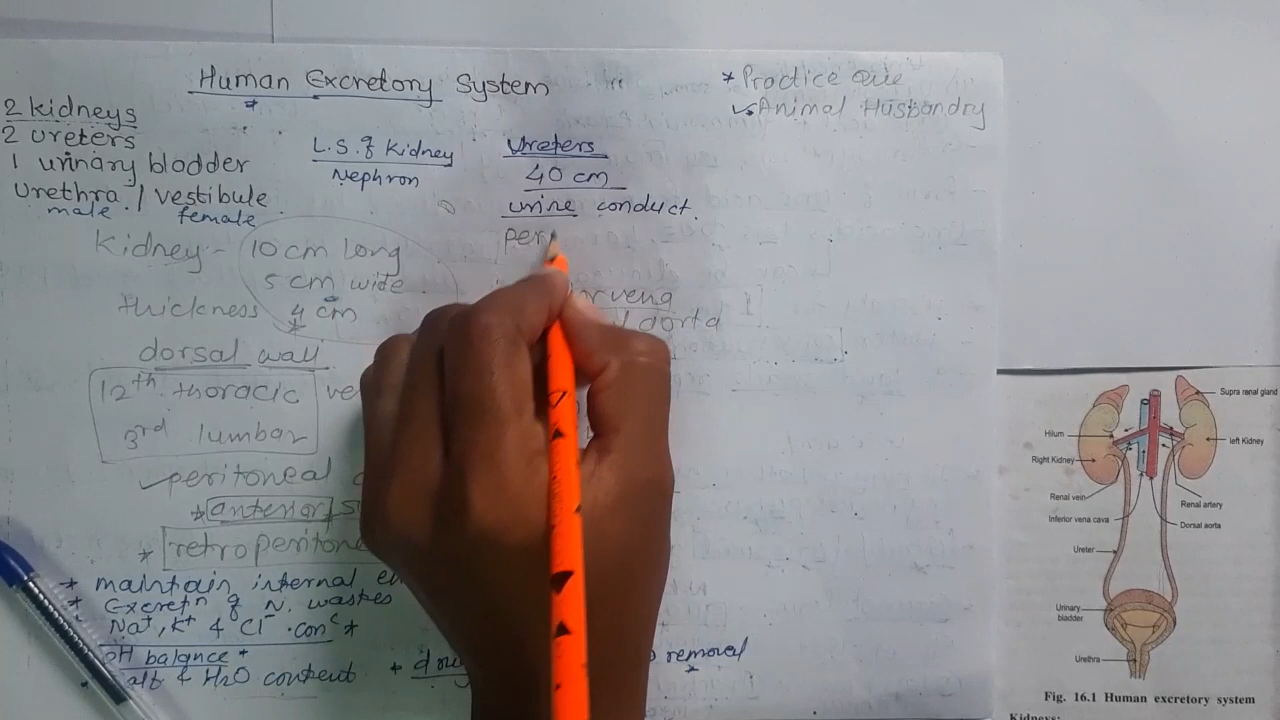 Human Excretory System
* Practice Que
Animal Husbandry
2 kidneys
2 ureters
1 urinary bladder
Urethra / vestibule
male female
L.S. of Kidney
Nephron
Ureters
40 cm
urine conduct.
per
Kidney - 10 cm long
5 cm wide
thickness 4 cm
dorsal wall
12th thoracic
3rd lumbar
peritoneal
* anterior
* retroperitone
* maintain internal
* Excretn of N. wastes
Na+, K+ & Cl- conc *
pH balance *
& H2O content
removal
Supra renal gland
Hilum
left Kidney
Right Kidney
Renal vein
Renal artery
Inferior vena cava
Dorsal aorta
Ureter
Urinary bladder
Urethra
Fig. 16.1 Human excretory system
Kidneys: